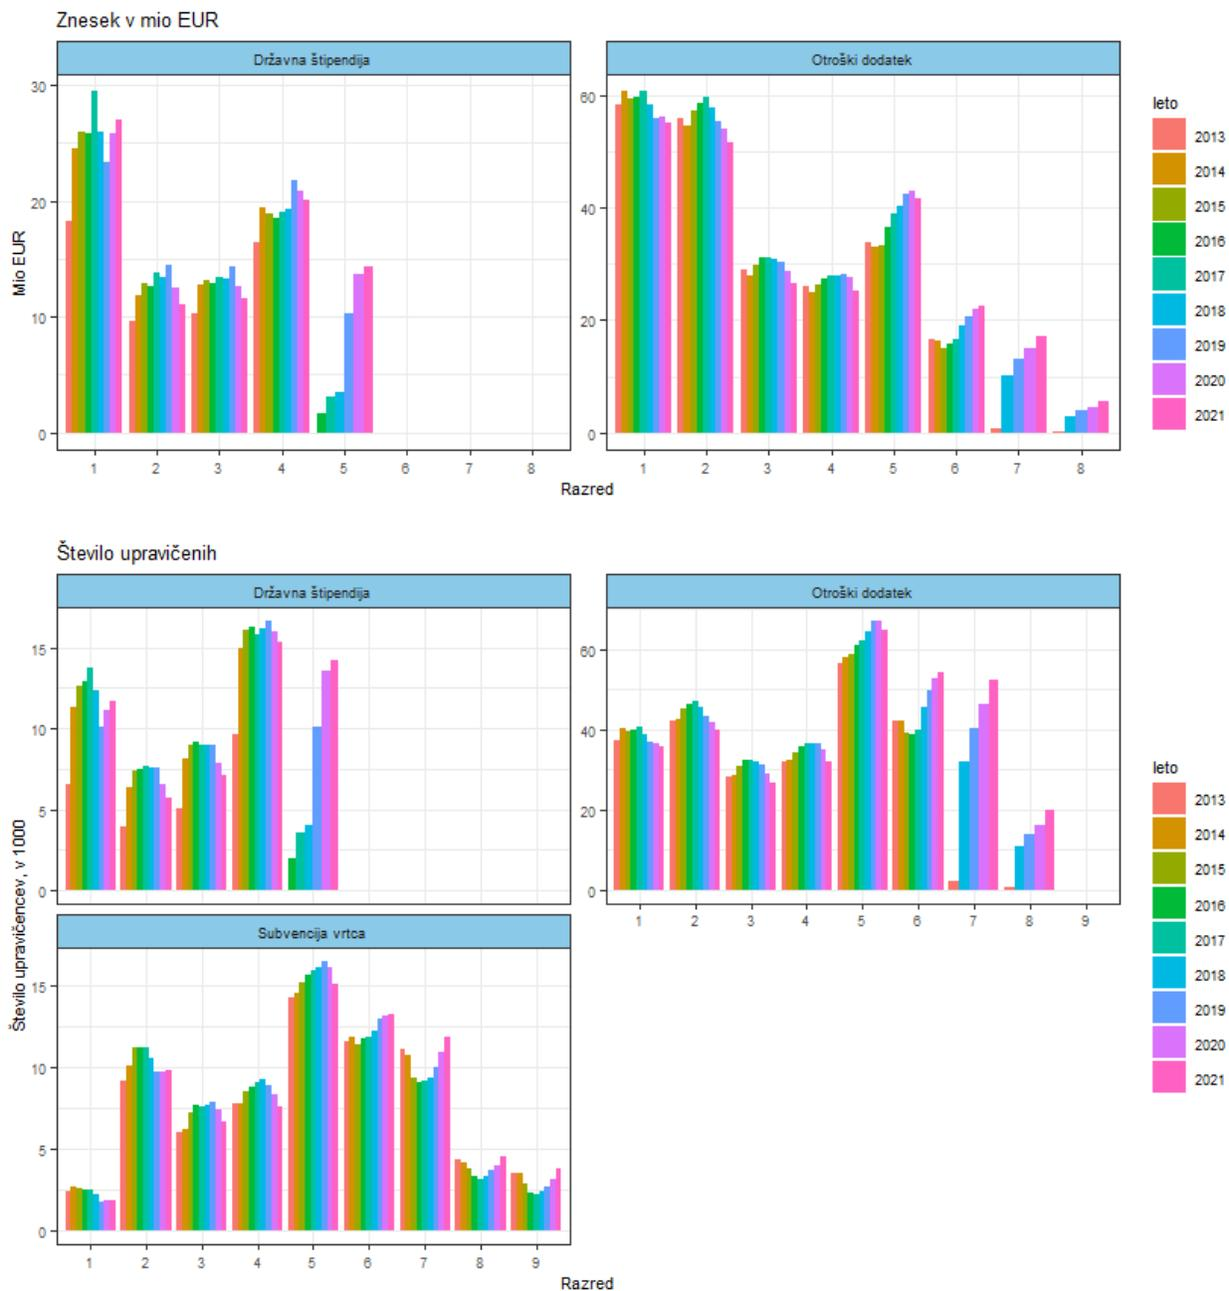 Znesek v mio EUR
Državna štipendija
Otroški dodatek
30
20
10
0
60
40
20
0
Mio EUR
1 2 3 4 5 6 7 8
1 2 3 4 5 6 7 8
Razred
leto
2013
2014
2015
2016
2017
2018
2019
2020
2021
Število upravičenih
Državna štipendija
Otroški dodatek
15
10
5
0
60
40
20
0
1 2 3 4 5 6 7 8 9
Število upravičencev, v 1000
Subvencija vrtca
15
10
5
0
1 2 3 4 5 6 7 8 9
Razred
leto
2013
2014
2015
2016
2017
2018
2019
2020
2021